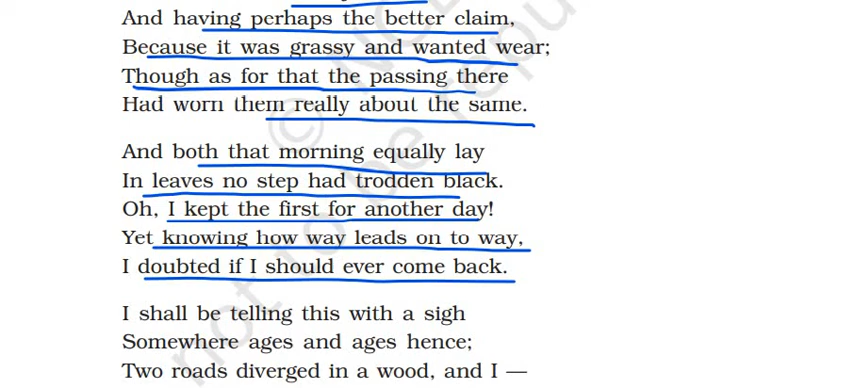 And having perhaps the better claim,
Because it was grassy and wanted wear;
Though as for that the passing there
Had worn them really about the same.
And both that morning equally lay
In leaves no step had trodden black.
Oh, I kept the first for another day!
Yet knowing how way leads on to way,
I doubted if I should ever come back.
I shall be telling this with a sigh
Somewhere ages and ages hence;
Two roads diverged in a wood, and I —